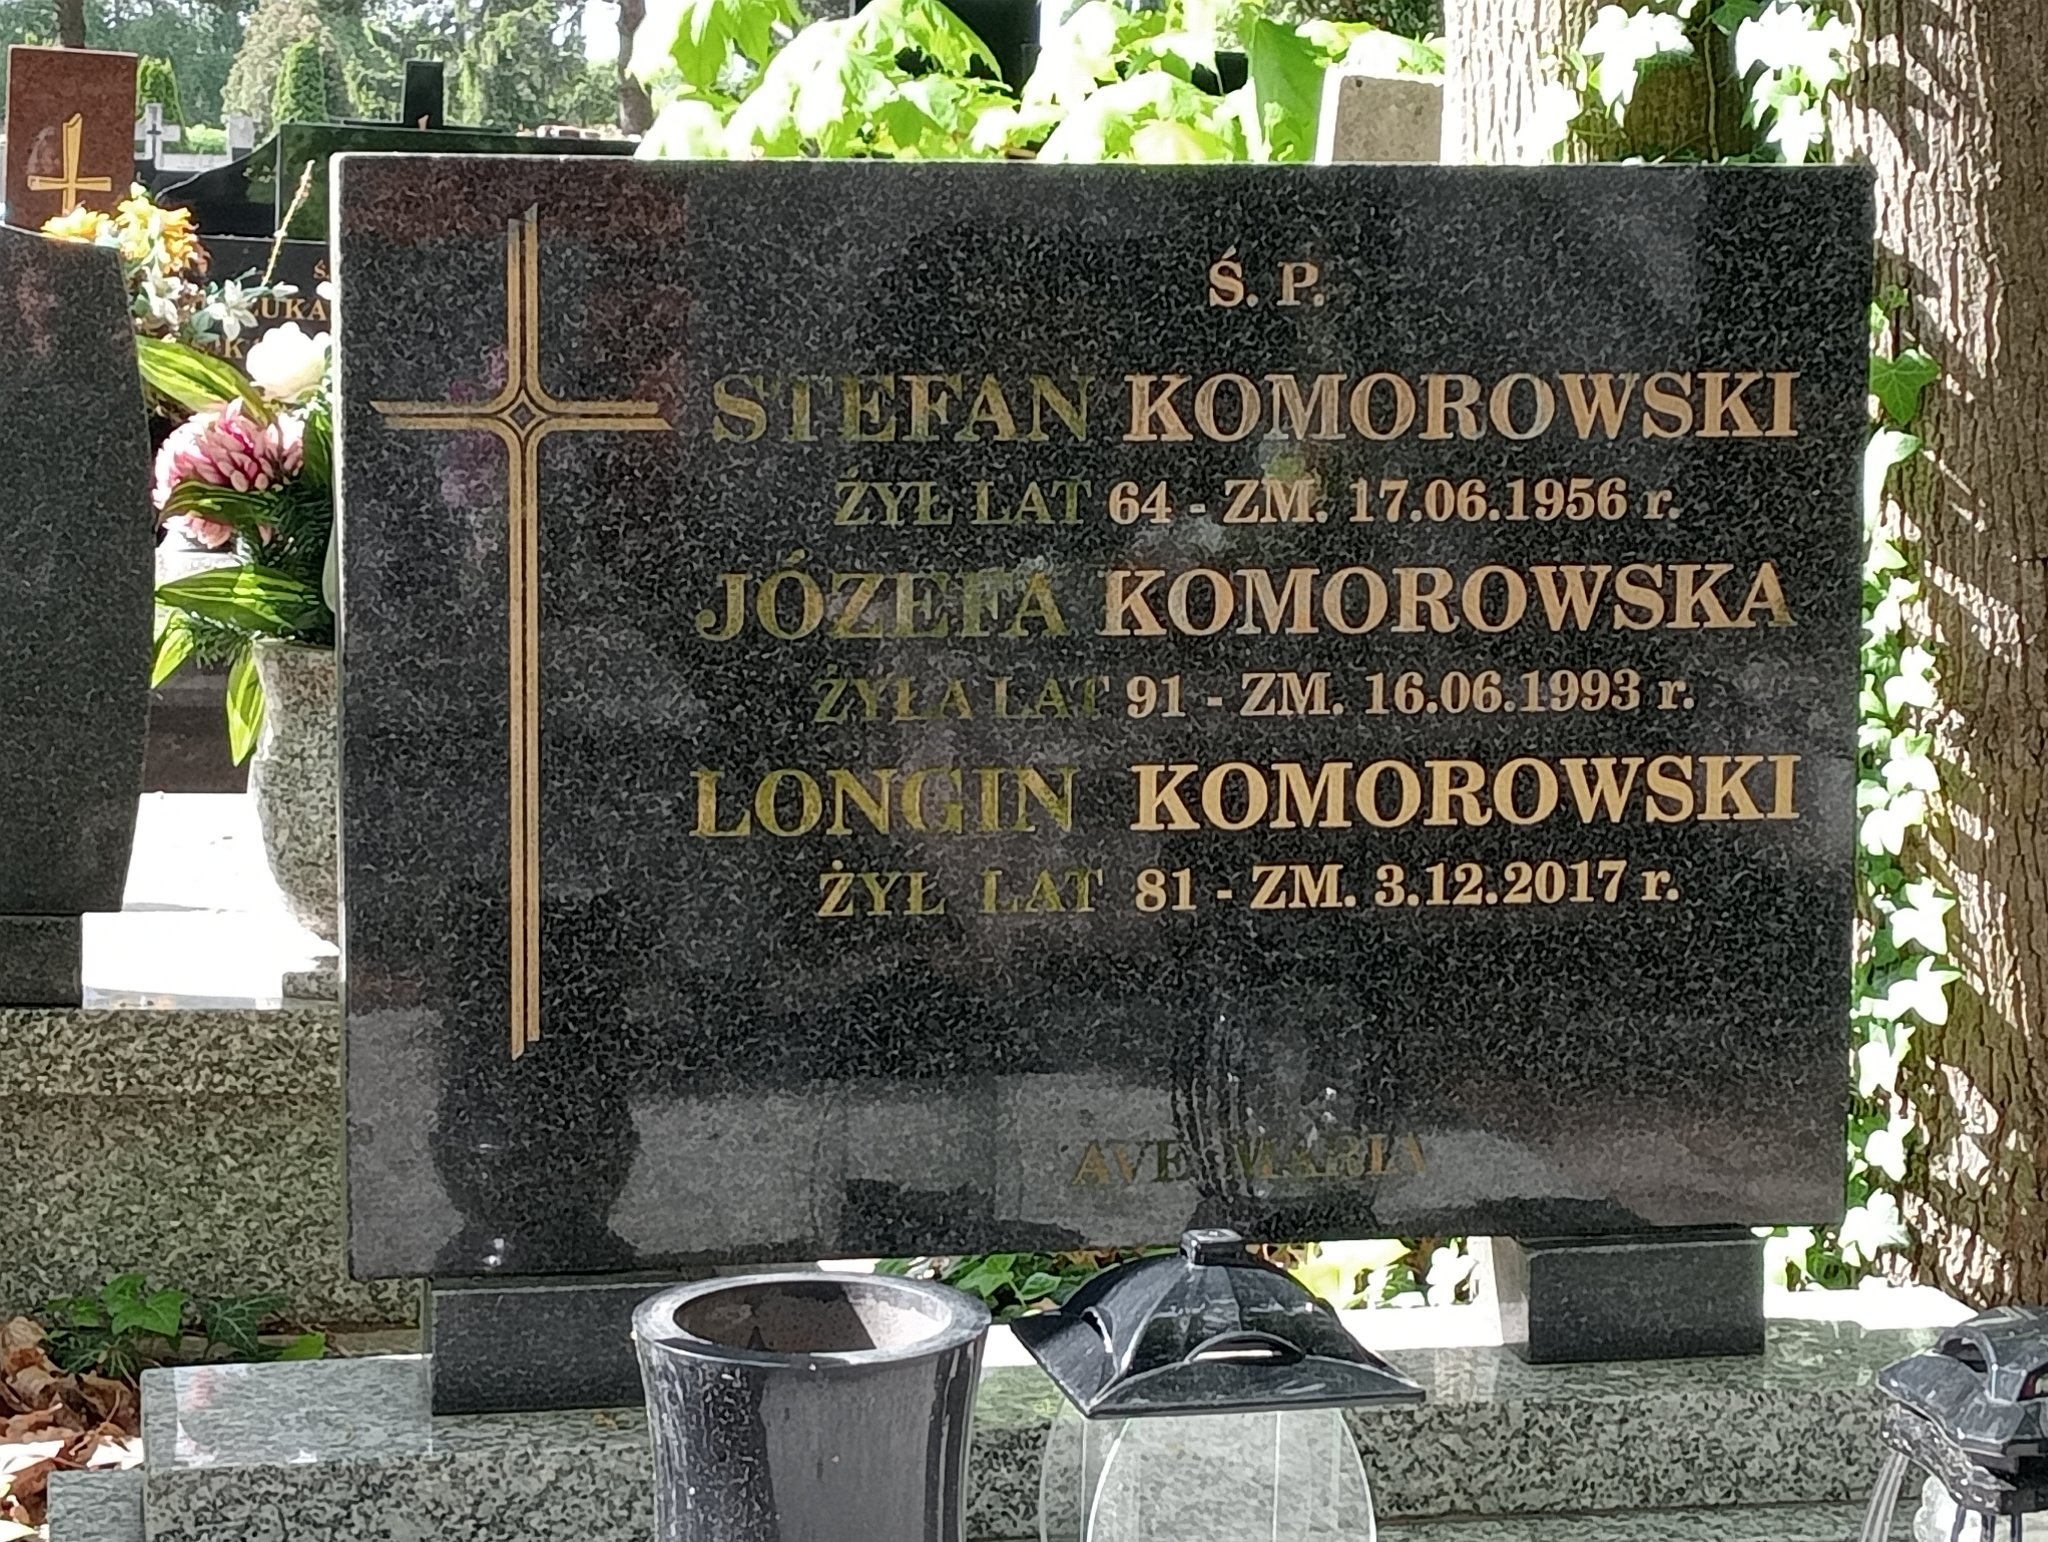 Ś. P.
STEFAN KOMOROWSKI
ŻYŁ LAT 64 - ZM. 17.06.1956 r.
JÓZEFA KOMOROWSKA
ŻYŁA LAT 91 - ZM. 16.06.1993 r.
LONGIN KOMOROWSKI
ŻYŁ LAT 81 - ZM. 3.12.2017 r.
AVE MARIA